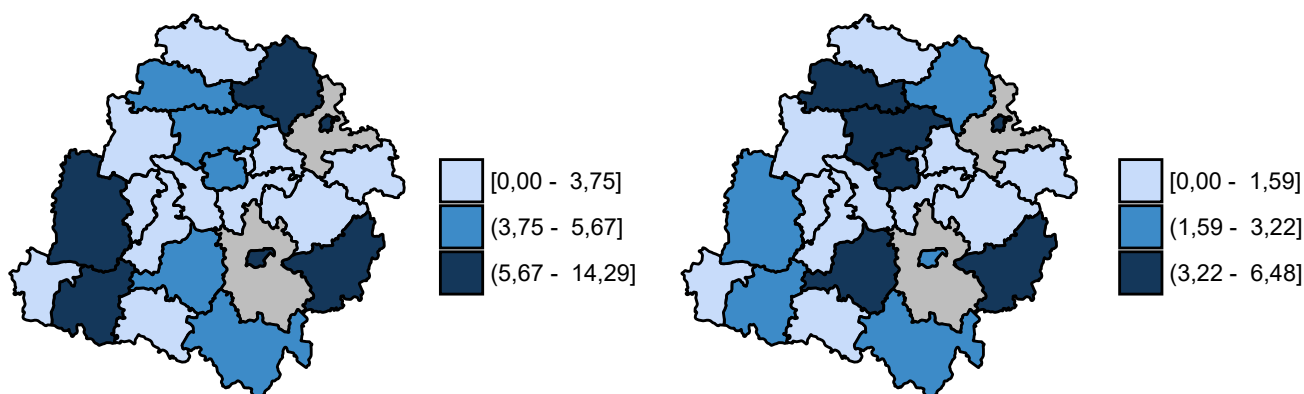 [0,00 -  3,75]
(3,75 -  5,67]
(5,67 -  14,29]
[0,00 -  1,59]
(1,59 -  3,22]
(3,22 -  6,48]